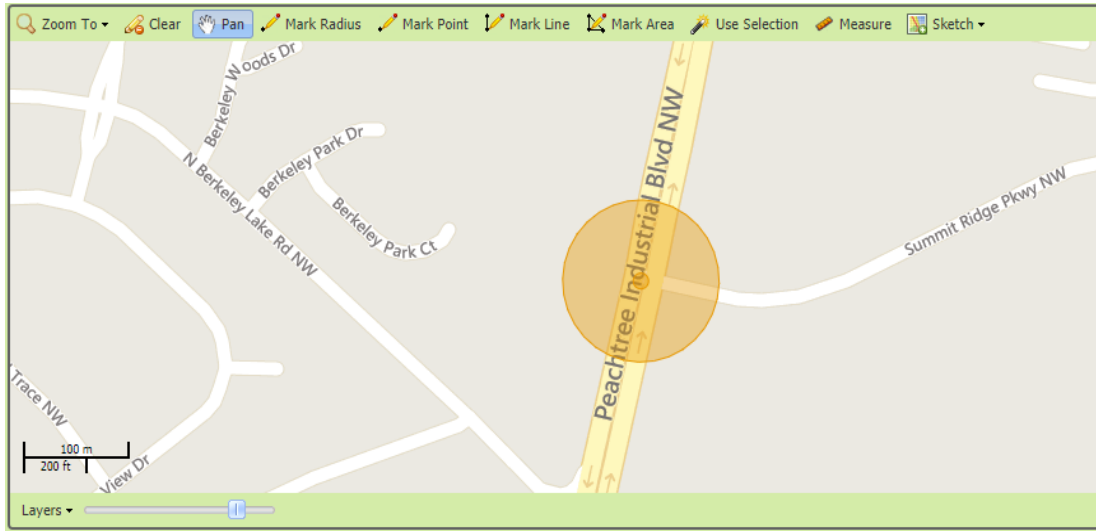 Zoom To Clear Pan Mark Radius Mark Point Mark Line Mark Area Use Selection Measure Sketch
Berkeley Woods Dr
Berkeley Park Dr
N Berkeley Lake Rd NW
Berkeley Park Ct
Peachtree Industrial Blvd NW
Summit Ridge Pkwy NW
Trace NW
View Dr
100 m
200 ft
Layers